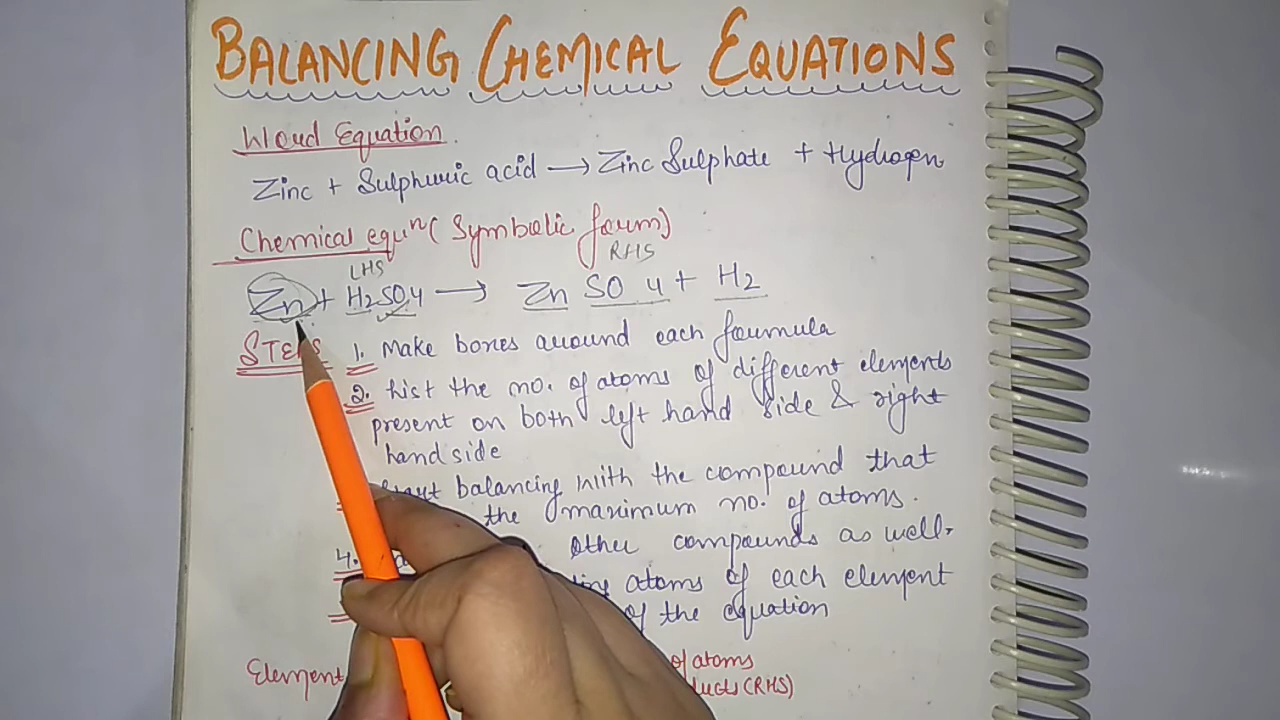 BALANCING CHEMICAL EQUATIONS
Word Equation
Zinc + Sulphuric acid → Zinc Sulphate + Hydrogen
Chemical equⁿ (Symbolic form)
LHS RHS
Zn + H2SO4 → Zn SO4 + H2
STEPS 1. Make boxes around each formula
2. List the no. of atoms of different elements
present on both left hand side & right
hand side
balancing with the compound that
the maximum no. of atoms.
4. other compounds as well.
atoms of each element
of the equation
Element of atoms
(RHS)